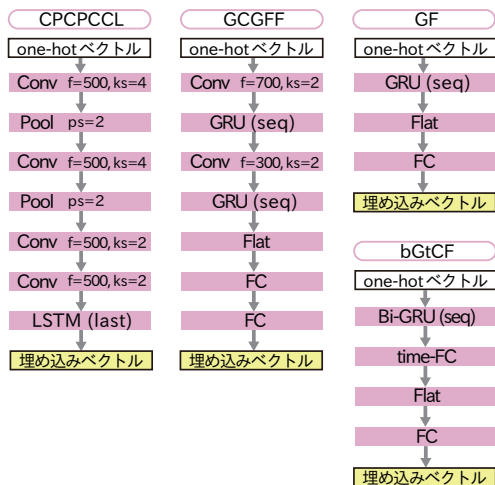 CPCPCCL
one-hotベクトル
Conv f=500, ks=4
Pool ps=2
Conv f=500, ks=4
Pool ps=2
Conv f=500, ks=2
Conv f=500, ks=2
LSTM (last)
埋め込みベクトル
GCGFF
one-hotベクトル
Conv f=700, ks=2
GRU (seq)
Conv f=300, ks=2
GRU (seq)
Flat
FC
FC
埋め込みベクトル
GF
one-hotベクトル
GRU (seq)
Flat
FC
埋め込みベクトル
bGtCF
one-hotベクトル
Bi-GRU (seq)
time-FC
Flat
FC
埋め込みベクトル